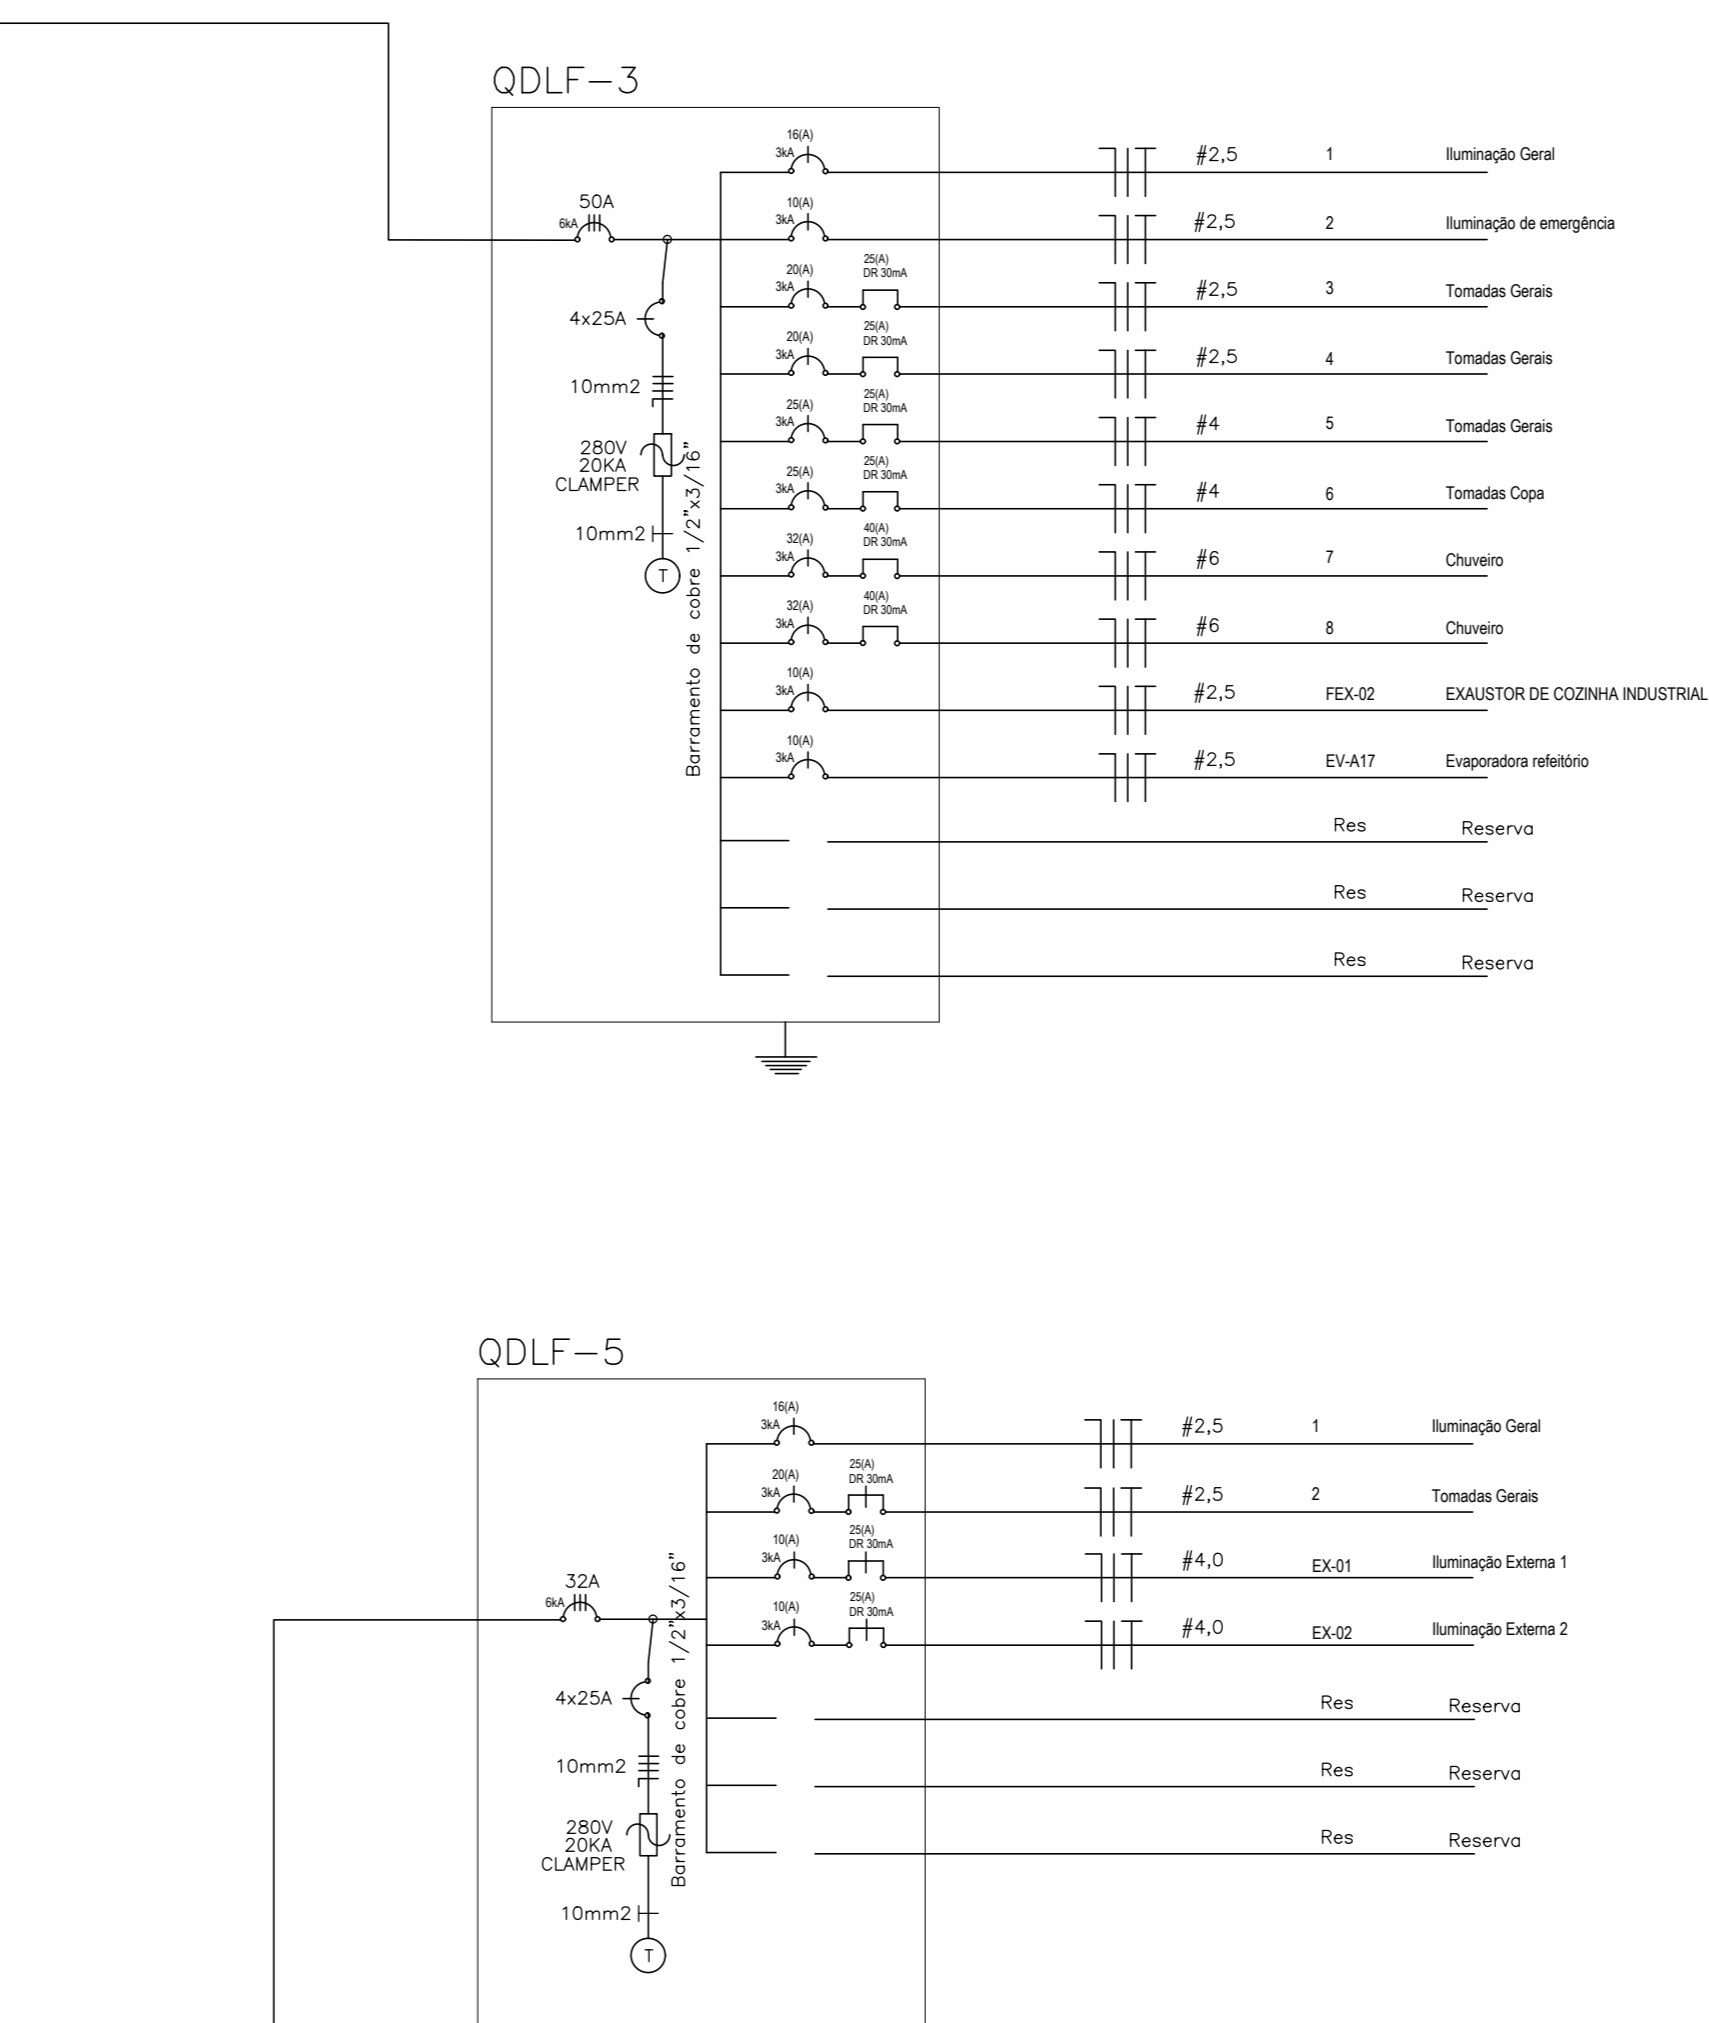 QDLF-3
16(A)
3kA
#2,5 1 Iluminação Geral
50A
6kA
10(A)
3kA
#2,5 2 Iluminação de emergência
20(A)
3kA
25(A)
DR 30mA
#2,5 3 Tomadas Gerais
4x25A
20(A)
3kA
25(A)
DR 30mA
#2,5 4 Tomadas Gerais
10mm2
25(A)
3kA
25(A)
DR 30mA
#4 5 Tomadas Gerais
280V
20KA
CLAMPER
25(A)
3kA
25(A)
DR 30mA
#4 6 Tomadas Copa
10mm2
T
Barramento de cobre 1/2"x3/16"
32(A)
3kA
40(A)
DR 30mA
#6 7 Chuveiro
32(A)
3kA
40(A)
DR 30mA
#6 8 Chuveiro
10(A)
3kA
#2,5 FEX-02 EXAUSTOR DE COZINHA INDUSTRIAL
10(A)
3kA
#2,5 EV-A17 Evaporadora refeitório
Res Reserva
Res Reserva
Res Reserva
QDLF-5
16(A)
3kA
#2,5 1 Iluminação Geral
20(A)
3kA
25(A)
DR 30mA
#2,5 2 Tomadas Gerais
10(A)
3kA
25(A)
DR 30mA
#4,0 EX-01 Iluminação Externa 1
32A
6kA
10(A)
3kA
25(A)
DR 30mA
#4,0 EX-02 Iluminação Externa 2
4x25A
10mm2
280V
20KA
CLAMPER
10mm2
T
Barramento de cobre 1/2"x3/16"
Res Reserva
Res Reserva
Res Reserva